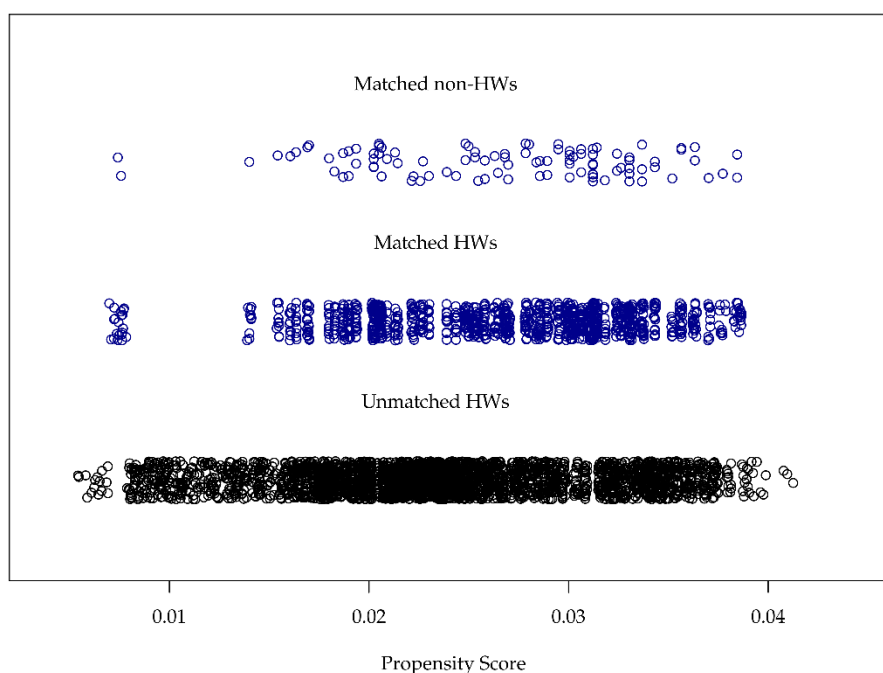 Matched non-HWs
Matched HWs
Unmatched HWs
0.01 0.02 0.03 0.04
Propensity Score